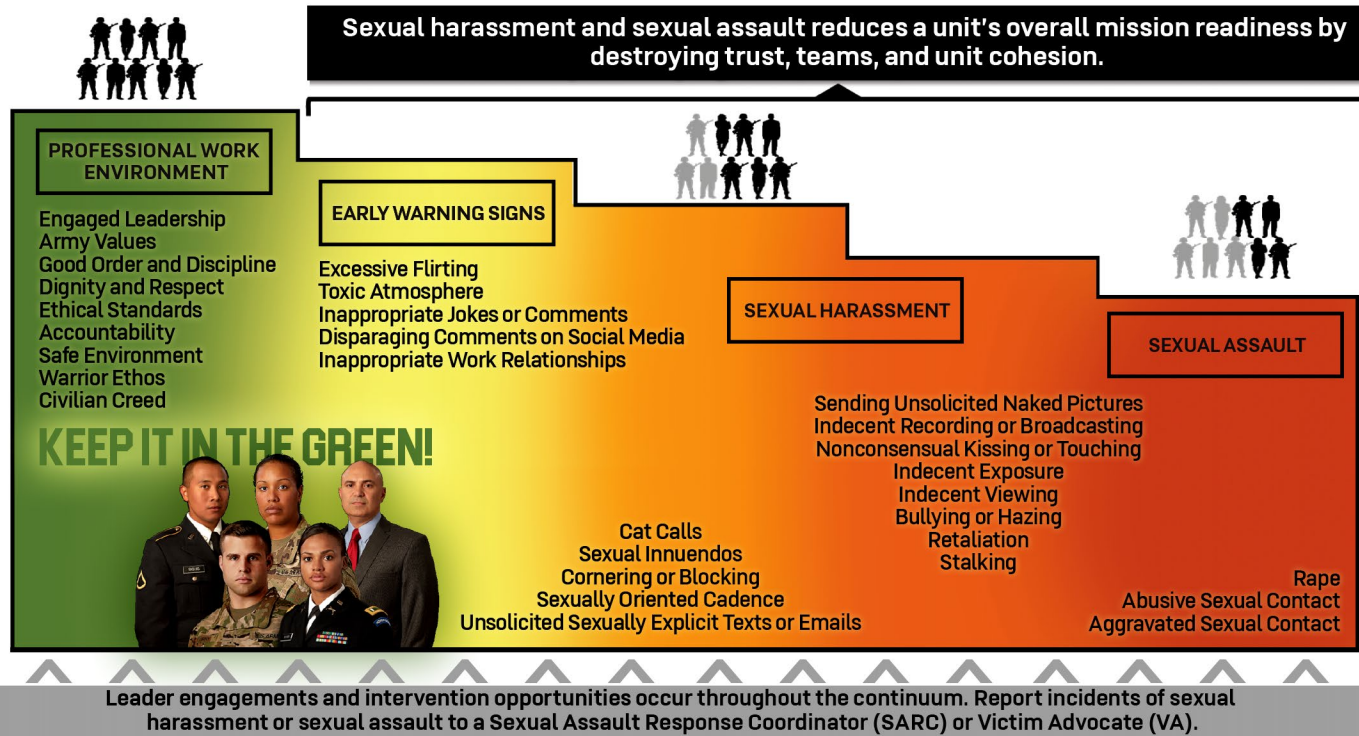 Sexual harassment and sexual assault reduces a unit's overall mission readiness by
destroying trust, teams, and unit cohesion.
PROFESSIONAL WORK
ENVIRONMENT
Engaged Leadership
Army Values
Good Order and Discipline
Dignity and Respect
Ethical Standards
Accountability
Safe Environment
Warrior Ethos
Civilian Creed
KEEP IT IN THE GREEN!
EARLY WARNING SIGNS
Excessive Flirting
Toxic Atmosphere
Inappropriate Jokes or Comments
Disparaging Comments on Social Media
Inappropriate Work Relationships
Cat Calls
Sexual Innuendos
Cornering or Blocking
Sexually Oriented Cadence
Unsolicited Sexually Explicit Texts or Emails
SEXUAL HARASSMENT
Sending Unsolicited Naked Pictures
Indecent Recording or Broadcasting
Nonconsensual Kissing or Touching
Indecent Exposure
Indecent Viewing
Bullying or Hazing
Retaliation
Stalking
SEXUAL ASSAULT
Rape
Abusive Sexual Contact
Aggravated Sexual Contact
Leader engagements and intervention opportunities occur throughout the continuum. Report incidents of sexual
harassment or sexual assault to a Sexual Assault Response Coordinator (SARC) or Victim Advocate (VA).